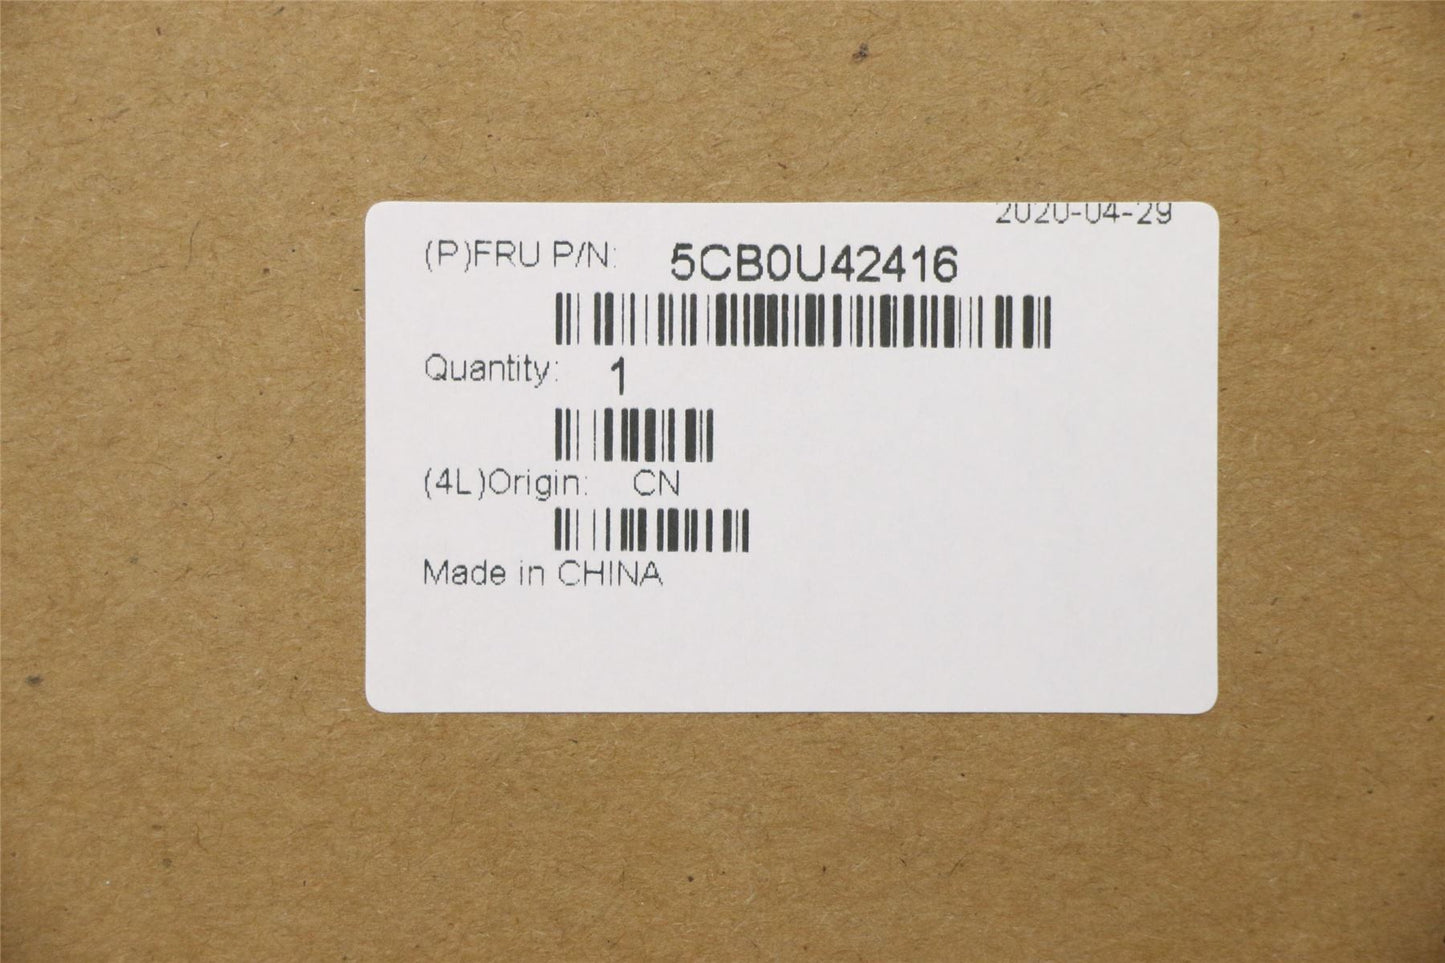 2020-04-29
(P)FRU P/N: 5CB0U42416
Quantity: 1
(4L)Origin: CN
Made in CHINA